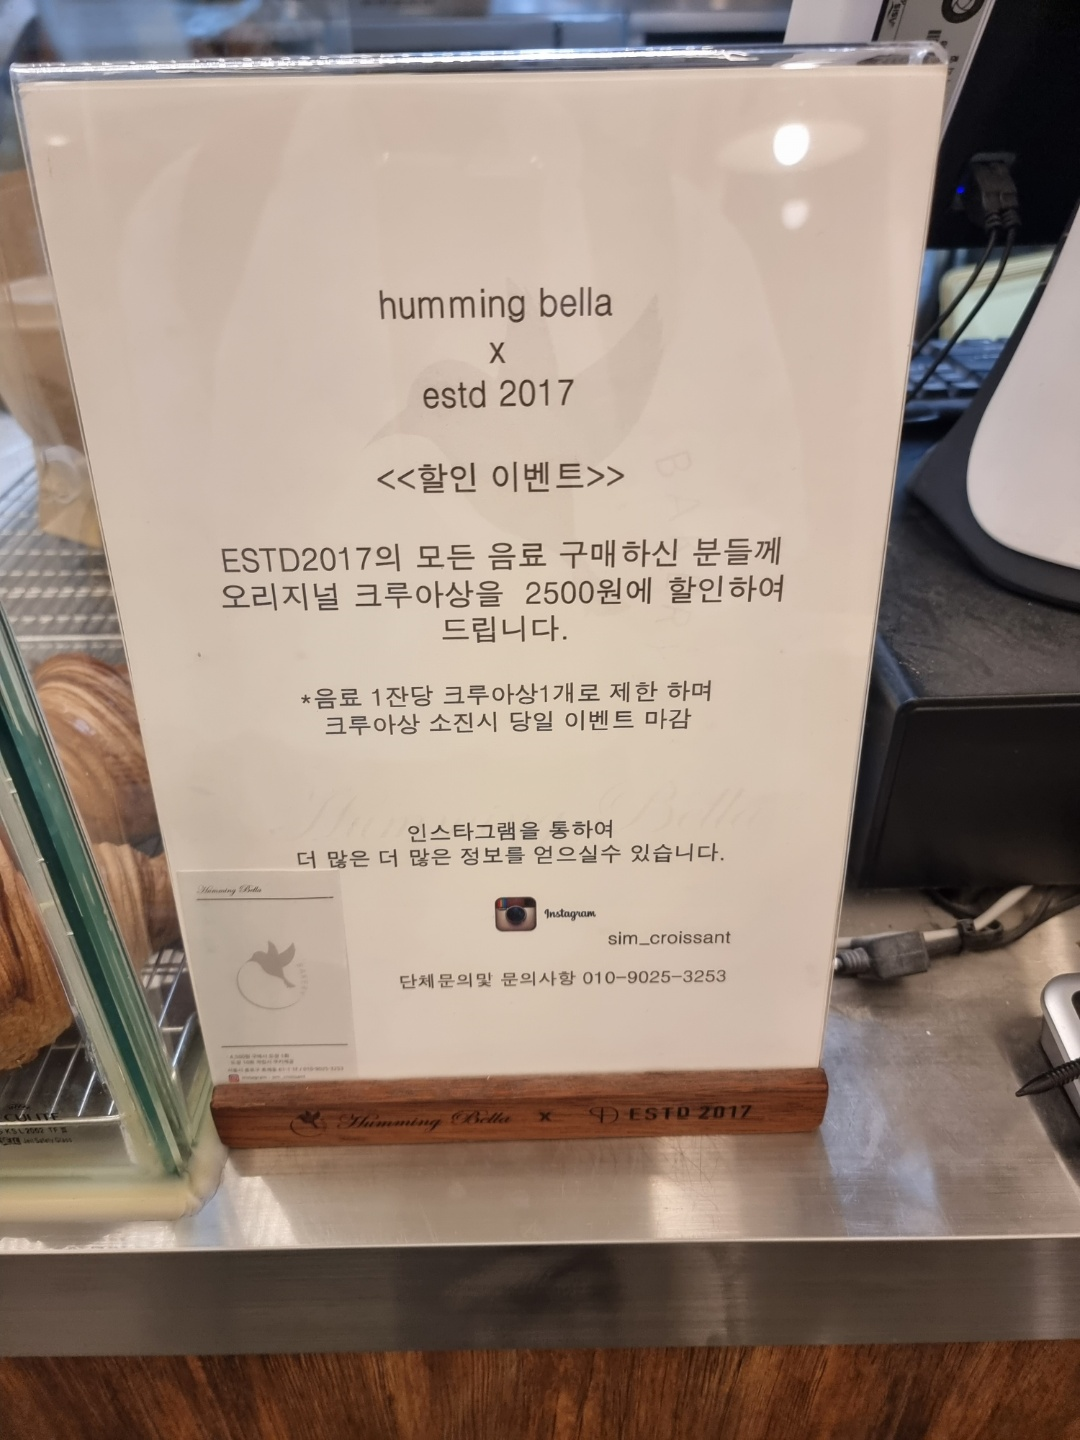 humming bella
x
estd 2017
<<할인 이벤트>>
ESTD2017의 모든 음료 구매하신 분들께
오리지널 크루아상을 2500원에 할인하여
드립니다.
*음료 1잔당 크루아상1개로 제한 하며
크루아상 소진시 당일 이벤트 마감
인스타그램을 통하여
더 많은 더 많은 정보를 얻으실수 있습니다.
Instagram
sim_croissant
단체문의및 문의사항 010-9025-3253
Humming Bella
Humming Bella x ESTD 2017